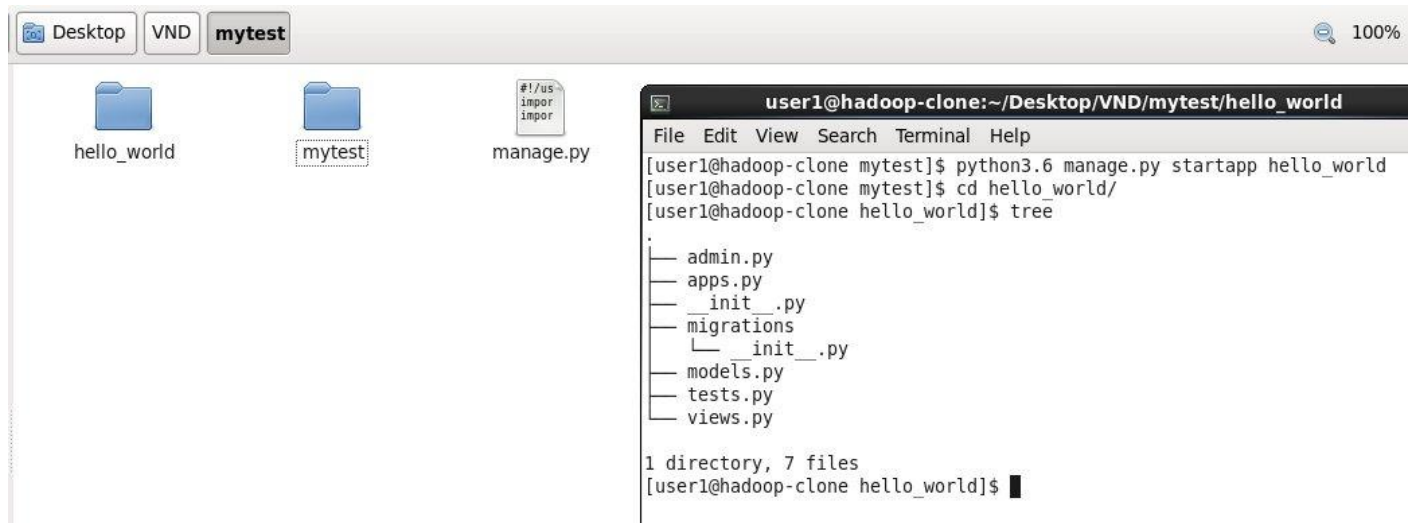 Desktop VND mytest 100%
#!/us
impor
impor
hello_world mytest manage.py
user1@hadoop-clone:~/Desktop/VND/mytest/hello_world
File Edit View Search Terminal Help
[user1@hadoop-clone mytest]$ python3.6 manage.py startapp hello_world
[user1@hadoop-clone mytest]$ cd hello_world/
[user1@hadoop-clone hello_world]$ tree
.
├── admin.py
├── apps.py
├── __init__.py
├── migrations
│   └── __init__.py
├── models.py
├── tests.py
└── views.py
1 directory, 7 files
[user1@hadoop-clone hello_world]$